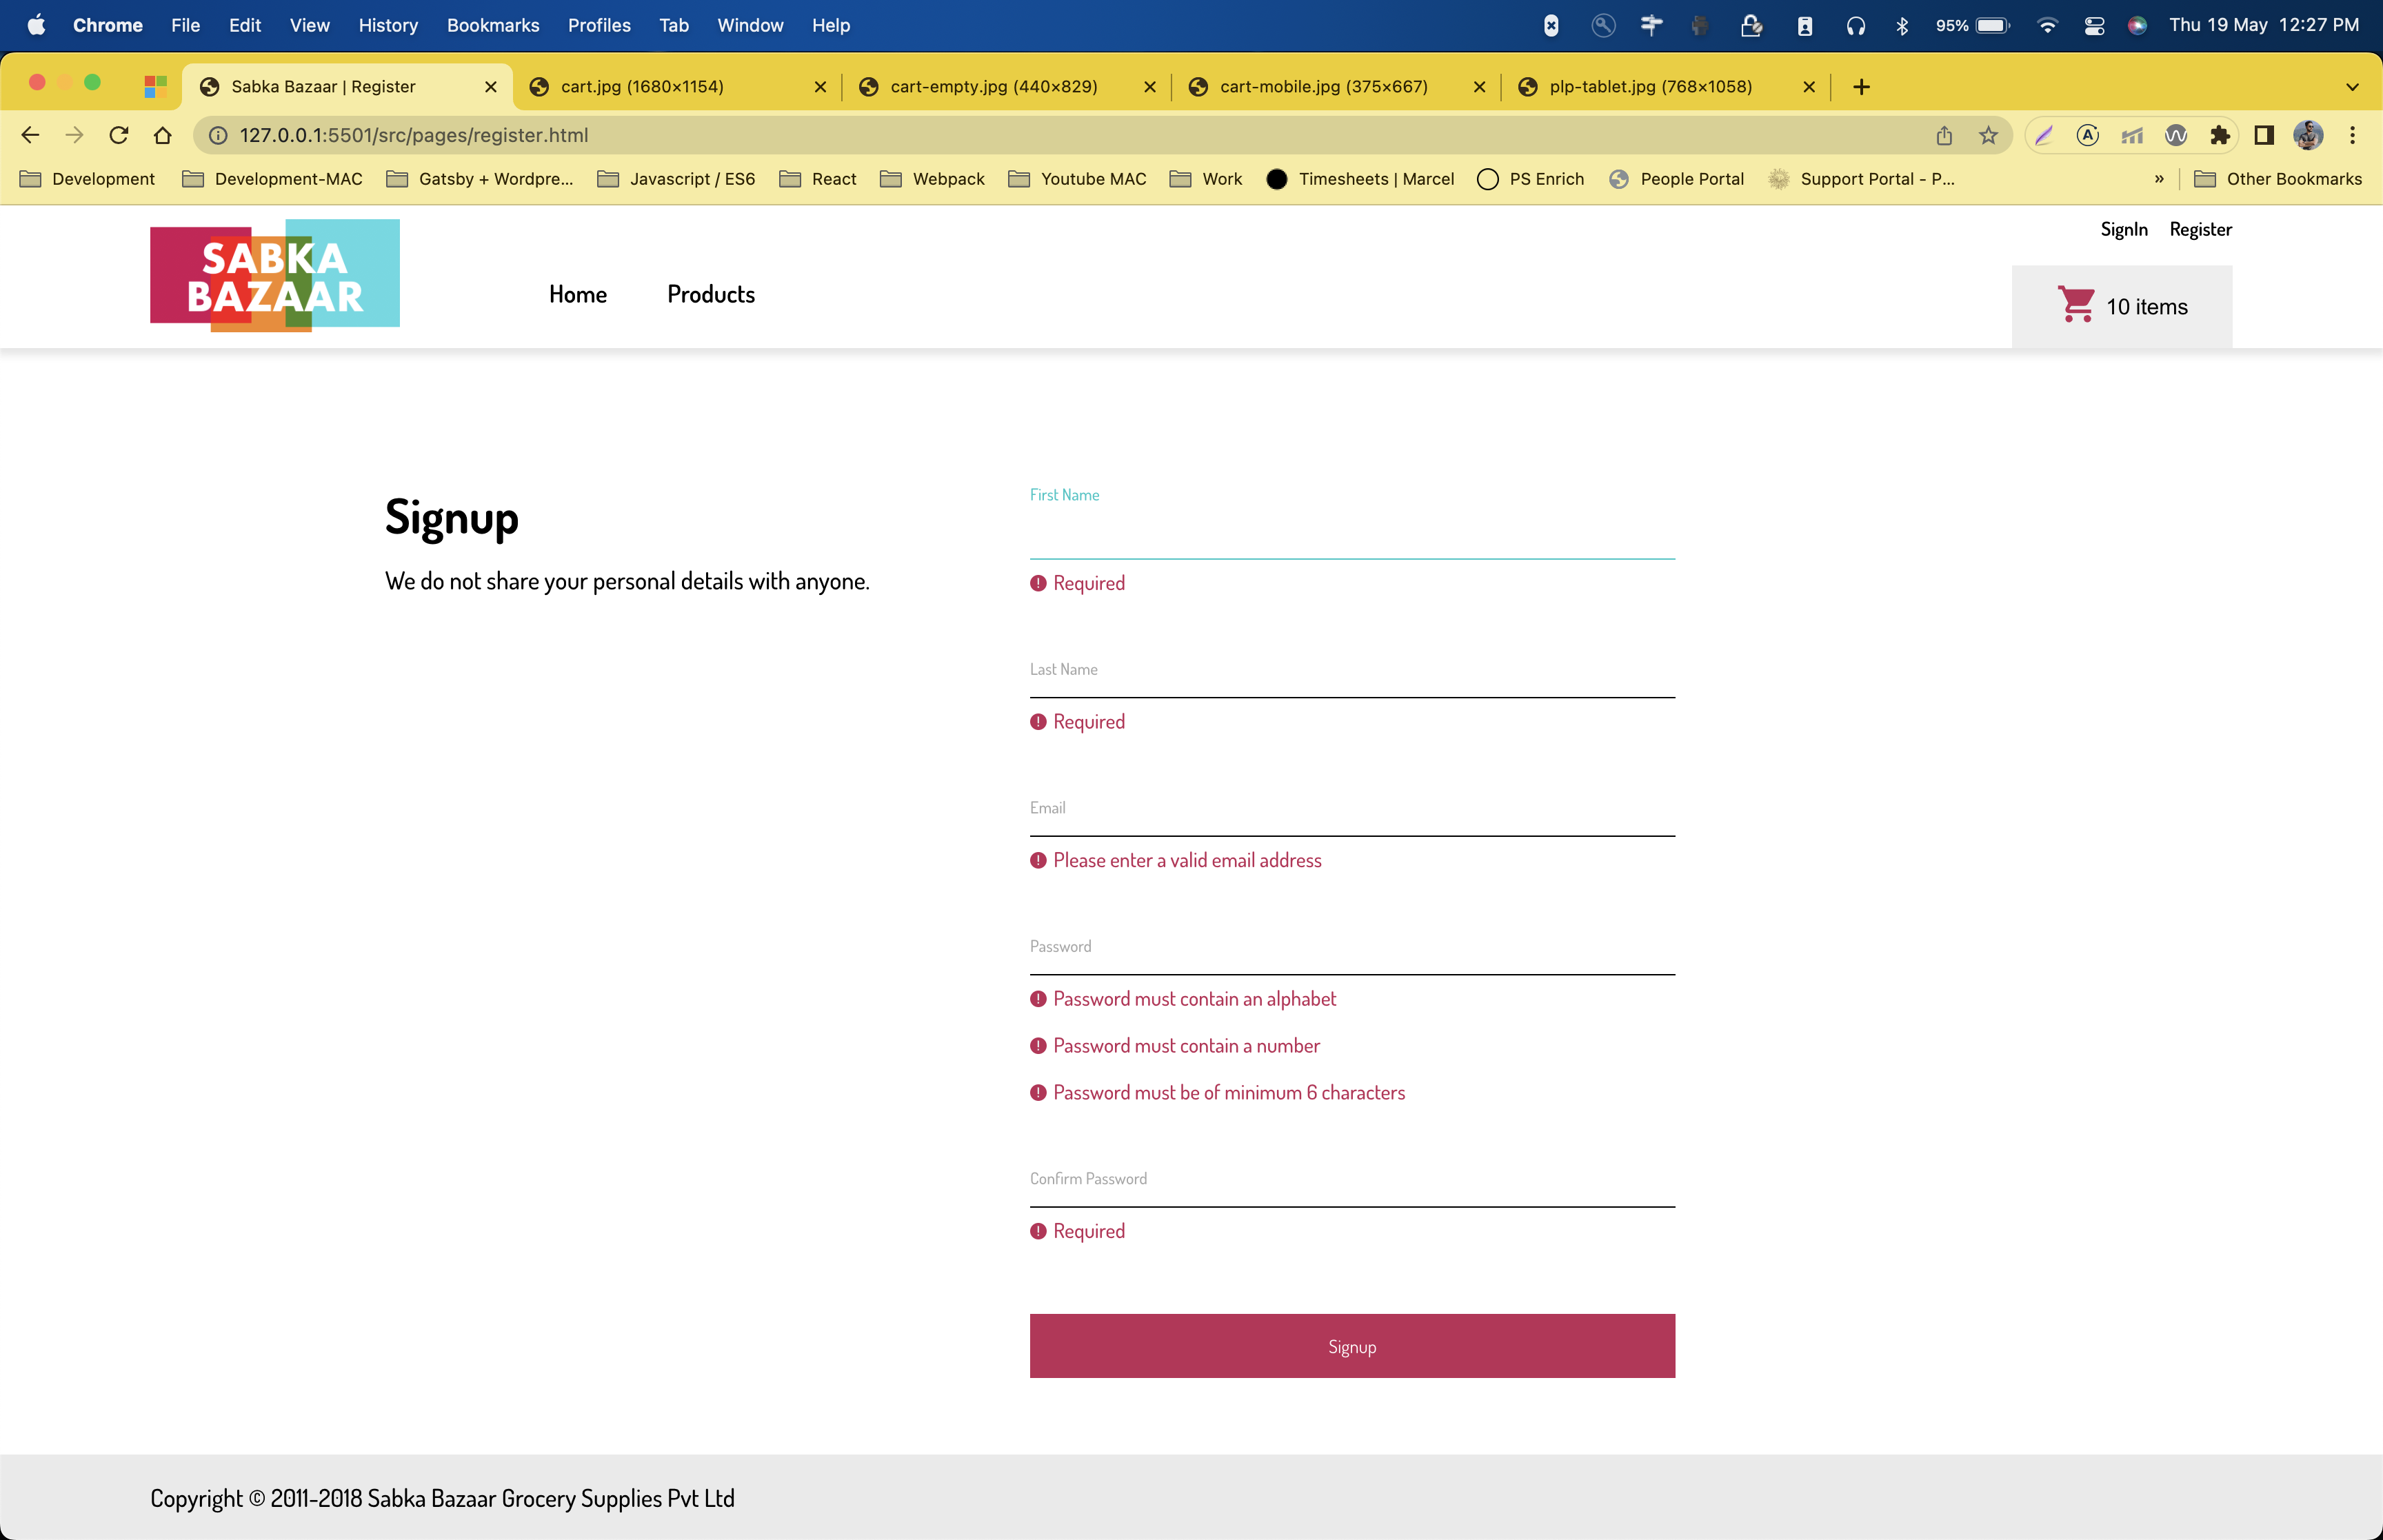 Chrome File Edit View History Bookmarks Profiles Tab Window Help 95% Thu 19 May 12:27 PM
Sabka Bazaar | Register cart.jpg (1680×1154) cart-empty.jpg (440×829) cart-mobile.jpg (375×667) plp-tablet.jpg (768×1058)
127.0.0.1:5501/src/pages/register.html
Development Development-MAC Gatsby + Wordpre... Javascript / ES6 React Webpack Youtube MAC Work Timesheets | Marcel PS Enrich People Portal Support Portal - P... » Other Bookmarks
SignIn Register
SABKA
BAZAAR
Home Products
10 items
Signup
We do not share your personal details with anyone.
First Name
Required
Last Name
Required
Email
Please enter a valid email address
Password
Password must contain an alphabet
Password must contain a number
Password must be of minimum 6 characters
Confirm Password
Required
Signup
Copyright © 2011-2018 Sabka Bazaar Grocery Supplies Pvt Ltd